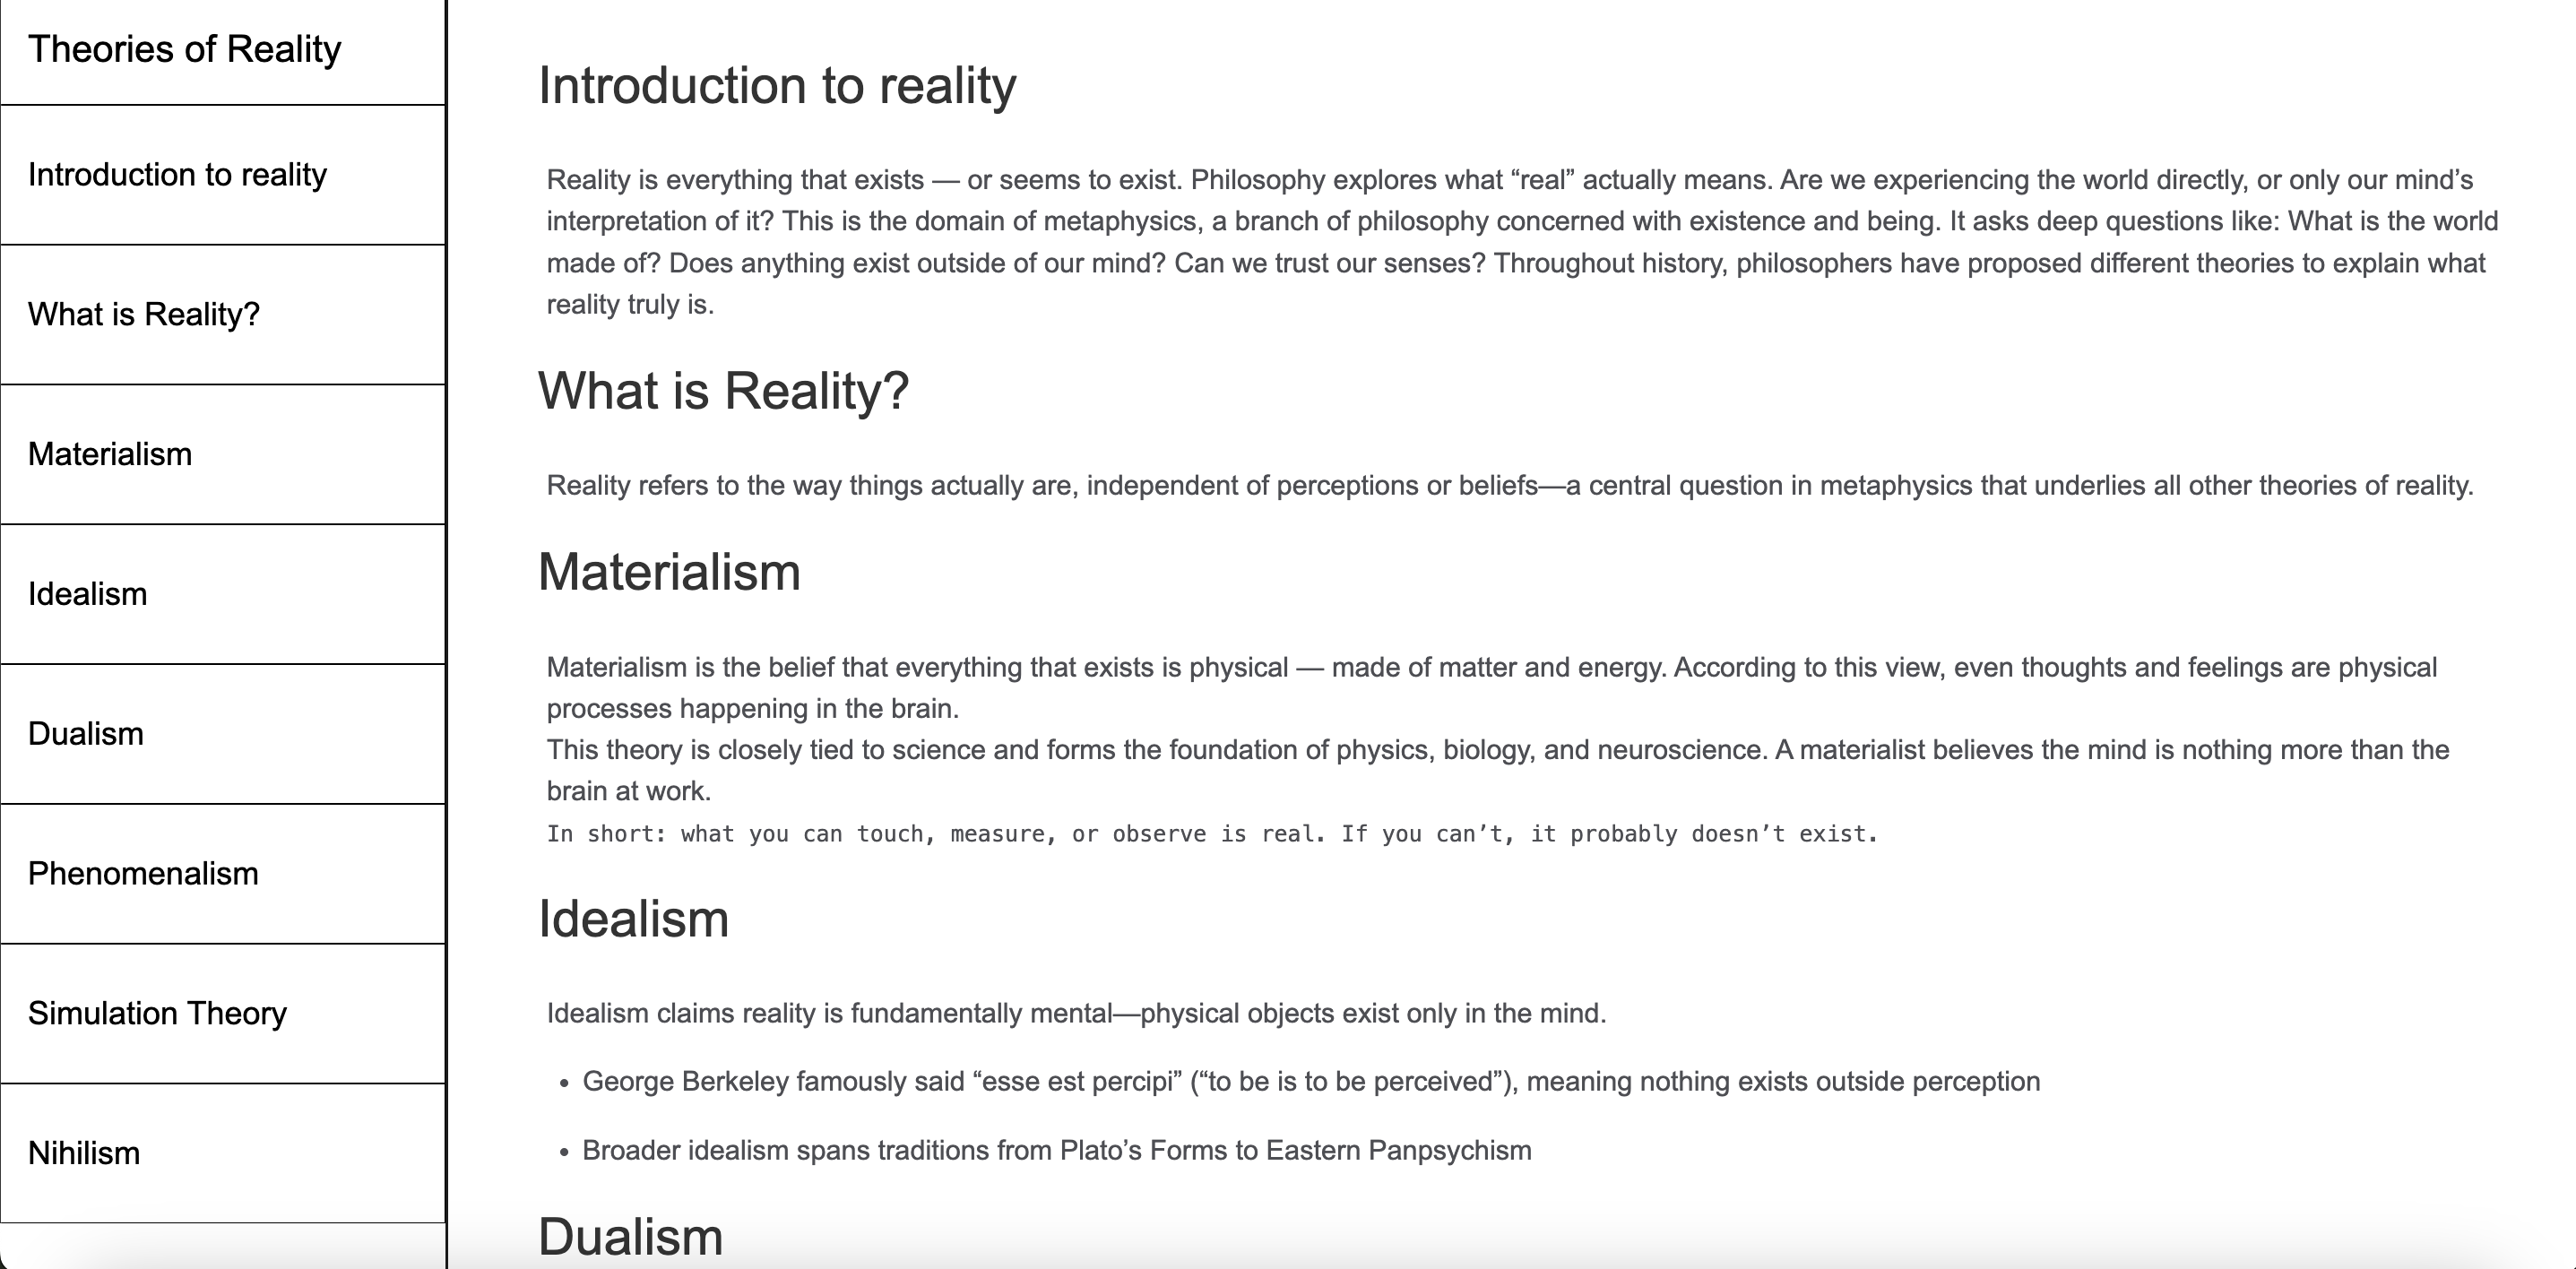 Theories of Reality
Introduction to reality
What is Reality?
Materialism
Idealism
Dualism
Phenomenalism
Simulation Theory
Nihilism
Introduction to reality
Reality is everything that exists — or seems to exist. Philosophy explores what “real” actually means. Are we experiencing the world directly, or only our mind’s
interpretation of it? This is the domain of metaphysics, a branch of philosophy concerned with existence and being. It asks deep questions like: What is the world
made of? Does anything exist outside of our mind? Can we trust our senses? Throughout history, philosophers have proposed different theories to explain what
reality truly is.
What is Reality?
Reality refers to the way things actually are, independent of perceptions or beliefs—a central question in metaphysics that underlies all other theories of reality.
Materialism
Materialism is the belief that everything that exists is physical — made of matter and energy. According to this view, even thoughts and feelings are physical
processes happening in the brain.
This theory is closely tied to science and forms the foundation of physics, biology, and neuroscience. A materialist believes the mind is nothing more than the
brain at work.
In short: what you can touch, measure, or observe is real. If you can’t, it probably doesn’t exist.
Idealism
Idealism claims reality is fundamentally mental—physical objects exist only in the mind.
• George Berkeley famously said “esse est percipi” (“to be is to be perceived”), meaning nothing exists outside perception
• Broader idealism spans traditions from Plato’s Forms to Eastern Panpsychism
Dualism